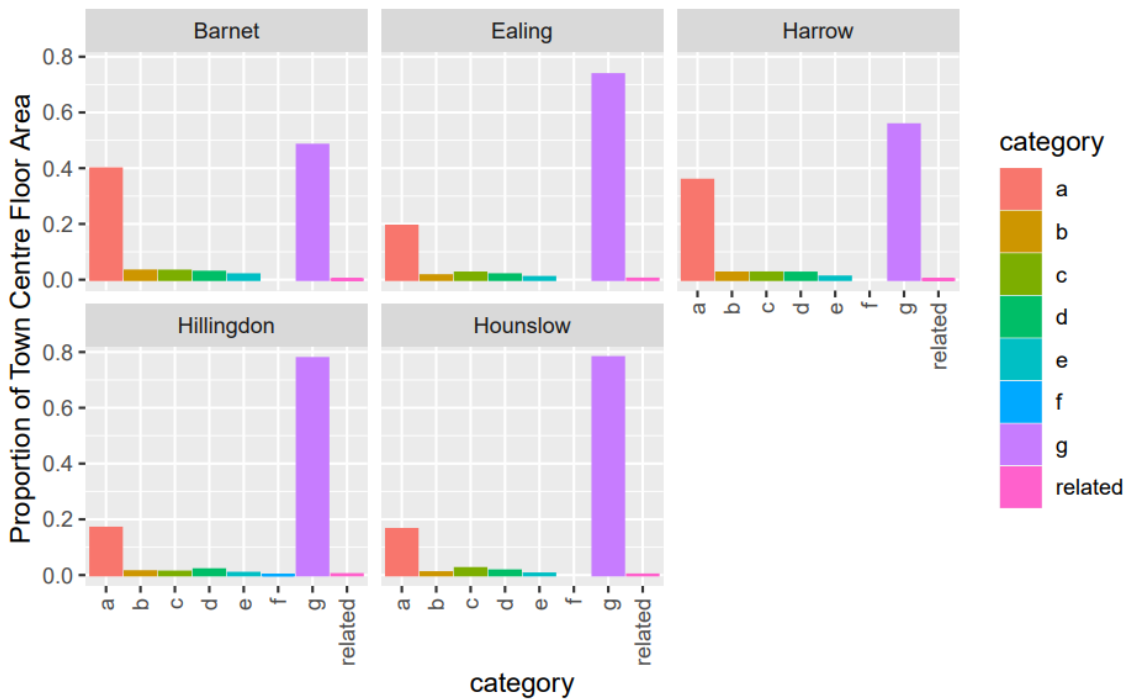 Barnet
Ealing
Harrow
0.8
0.6
0.4
0.2
0.0
a
b
c
d
e
f
g
related
Hillingdon
Hounslow
0.8
0.6
0.4
0.2
0.0
a
b
c
d
e
f
g
related
a
b
c
d
e
f
g
related
category
Proportion of Town Centre Floor Area
category
a
b
c
d
e
f
g
related